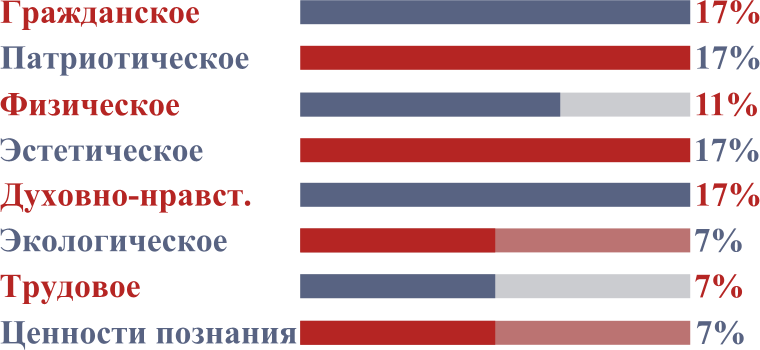 Гражданское 17%
Патриотическое 17%
Физическое 11%
Эстетическое 17%
Духовно-нравст. 17%
Экологическое 7%
Трудовое 7%
Ценности познания 7%